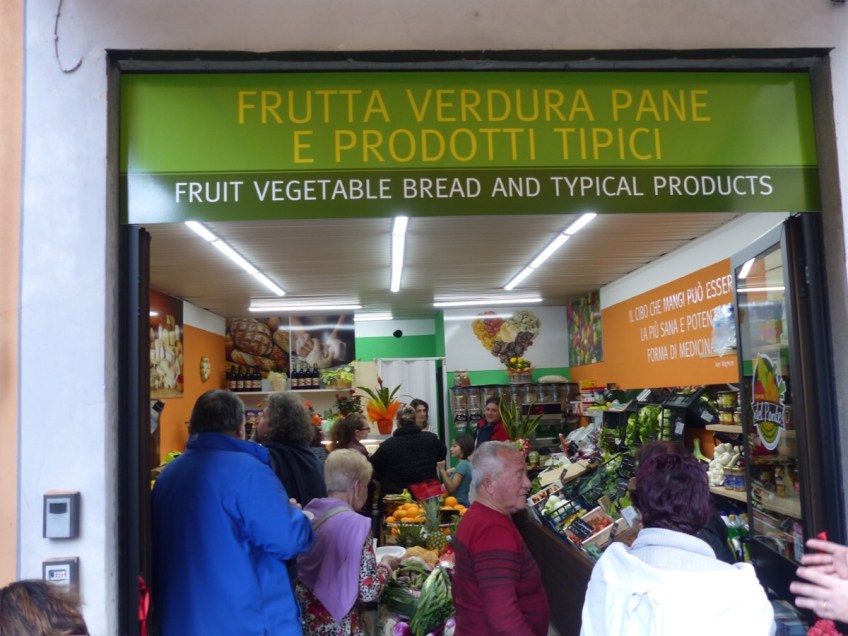 FRUTTA VERDURA PANE
E PRODOTTI TIPICI
FRUIT VEGETABLE BREAD AND TYPICAL PRODUCTS
IL CIBO CHE MANGI PUÒ ESSER
LA PIÙ SANA E POTEN
FORMA DI MEDICINA